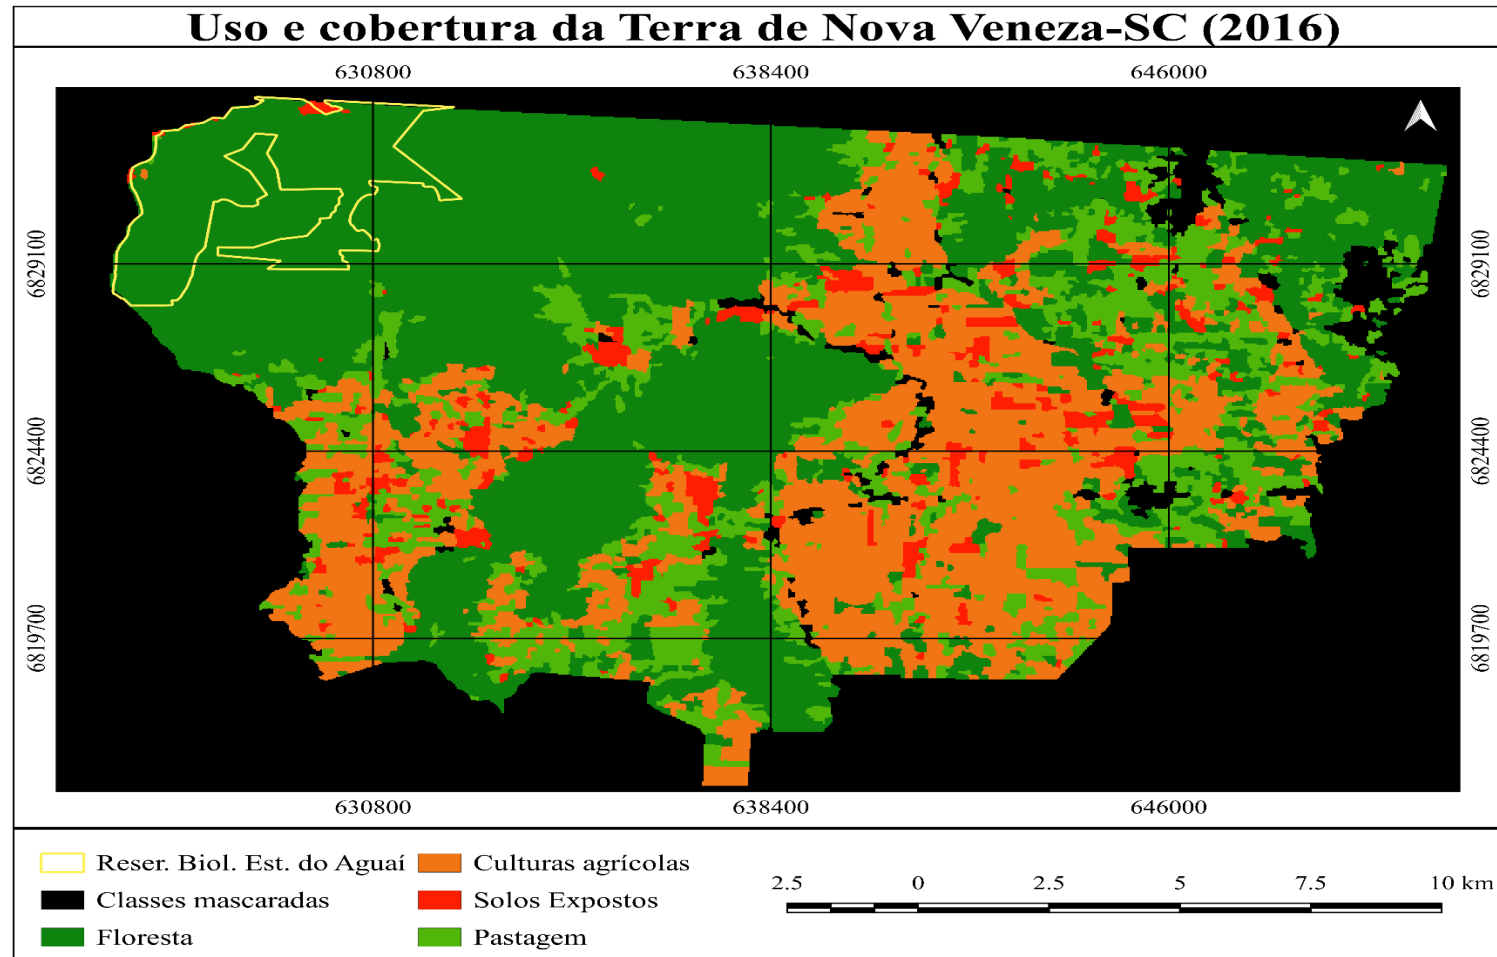 Uso e cobertura da Terra de Nova Veneza-SC (2016)
630800 638400 646000
6829100 6829100
6824400 6824400
6819700 6819700
630800 638400 646000
Reser. Biol. Est. do Aguaí
Classes mascaradas
Floresta
Culturas agrícolas
Solos Expostos
Pastagem
2.5 0 2.5 5 7.5 10 km